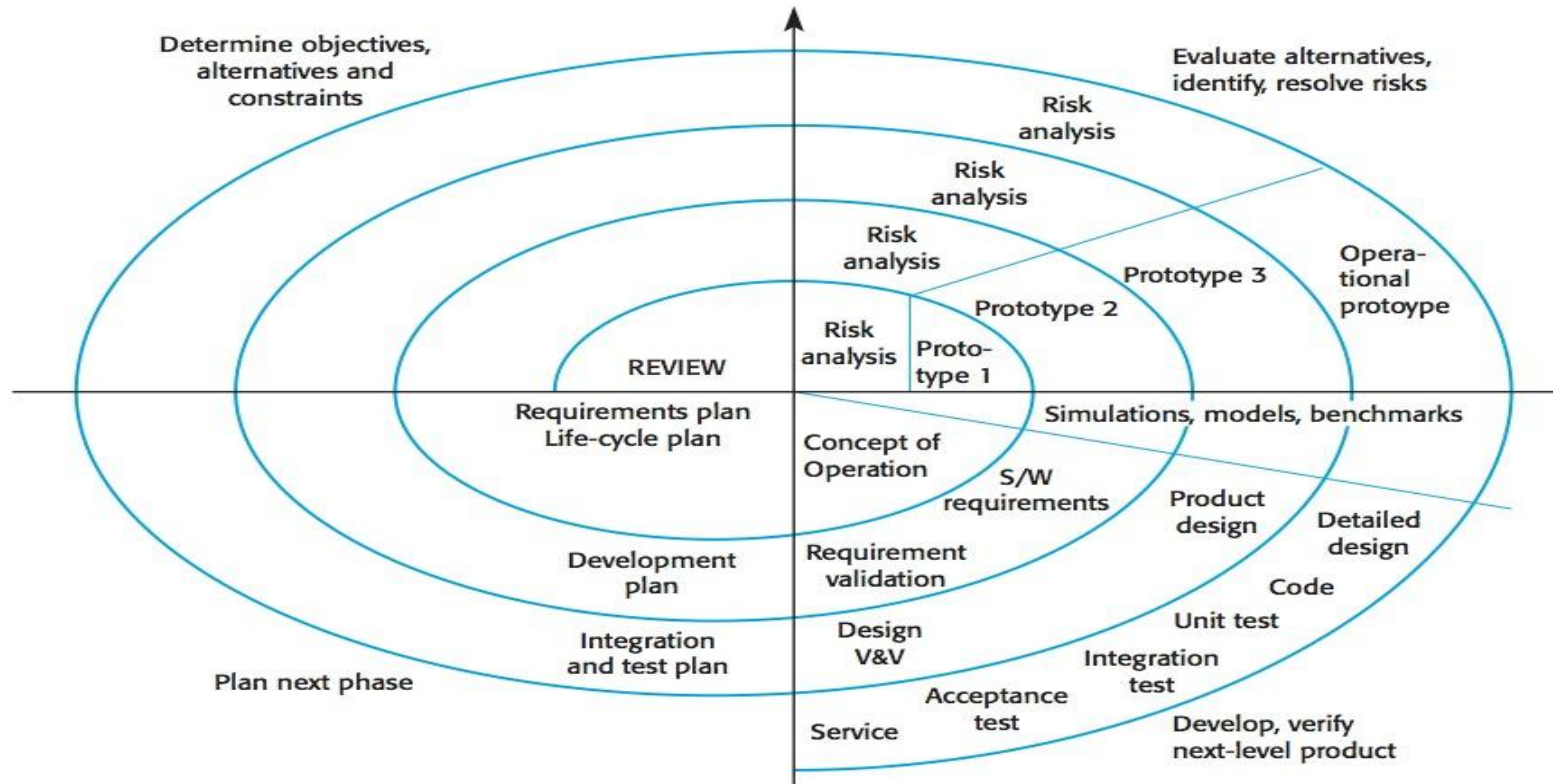 Determine objectives,
alternatives and
constraints
Evaluate alternatives,
identify, resolve risks
Risk
analysis
Risk
analysis
Risk
analysis
Risk
analysis
Proto-
type 1
Prototype 2
Prototype 3
Opera-
tional
protoype
REVIEW
Requirements plan
Life-cycle plan
Simulations, models, benchmarks
Concept of
Operation
S/W
requirements
Product
design
Detailed
design
Development
plan
Requirement
validation
Code
Unit test
Integration
and test plan
Design
V&V
Integration
test
Plan next phase
Acceptance
test
Service
Develop, verify
next-level product